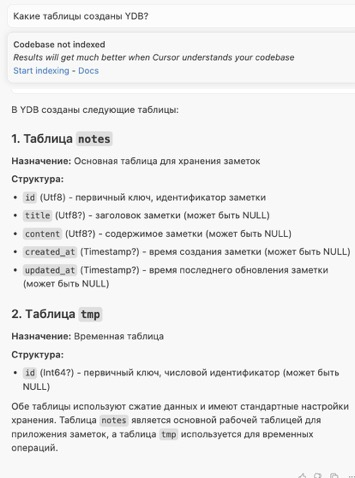 Какие таблицы созданы YDB?
Codebase not indexed
Results will get much better when Cursor understands your codebase
Start indexing - Docs
В YDB созданы следующие таблицы:
1. Таблица notes
Назначение: Основная таблица для хранения заметок
Структура:
• id (Utf8) - первичный ключ, идентификатор заметки
• title (Utf8?) - заголовок заметки (может быть NULL)
• content (Utf8?) - содержимое заметки (может быть NULL)
• created_at (Timestamp?) - время создания заметки (может быть NULL)
• updated_at (Timestamp?) - время последнего обновления заметки
(может быть NULL)
2. Таблица tmp
Назначение: Временная таблица
Структура:
• id (Int64?) - первичный ключ, числовой идентификатор (может быть
NULL)
Обе таблицы используют сжатие данных и имеют стандартные настройки
хранения. Таблица notes является основной рабочей таблицей для
приложения заметок, а таблица tmp используется для временных
операций.